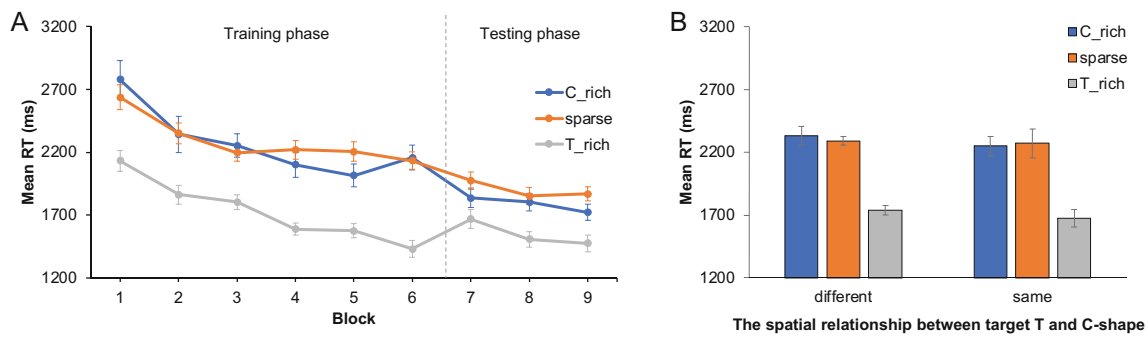 A
Training phase
Testing phase
3200
2700
2200
1700
1200
Mean RT (ms)
C_rich
sparse
T_rich
1 2 3 4 5 6 7 8 9
Block
B
3200
2700
2200
1700
1200
Mean RT (ms)
C_rich
sparse
T_rich
different same
The spatial relationship between target T and C-shape